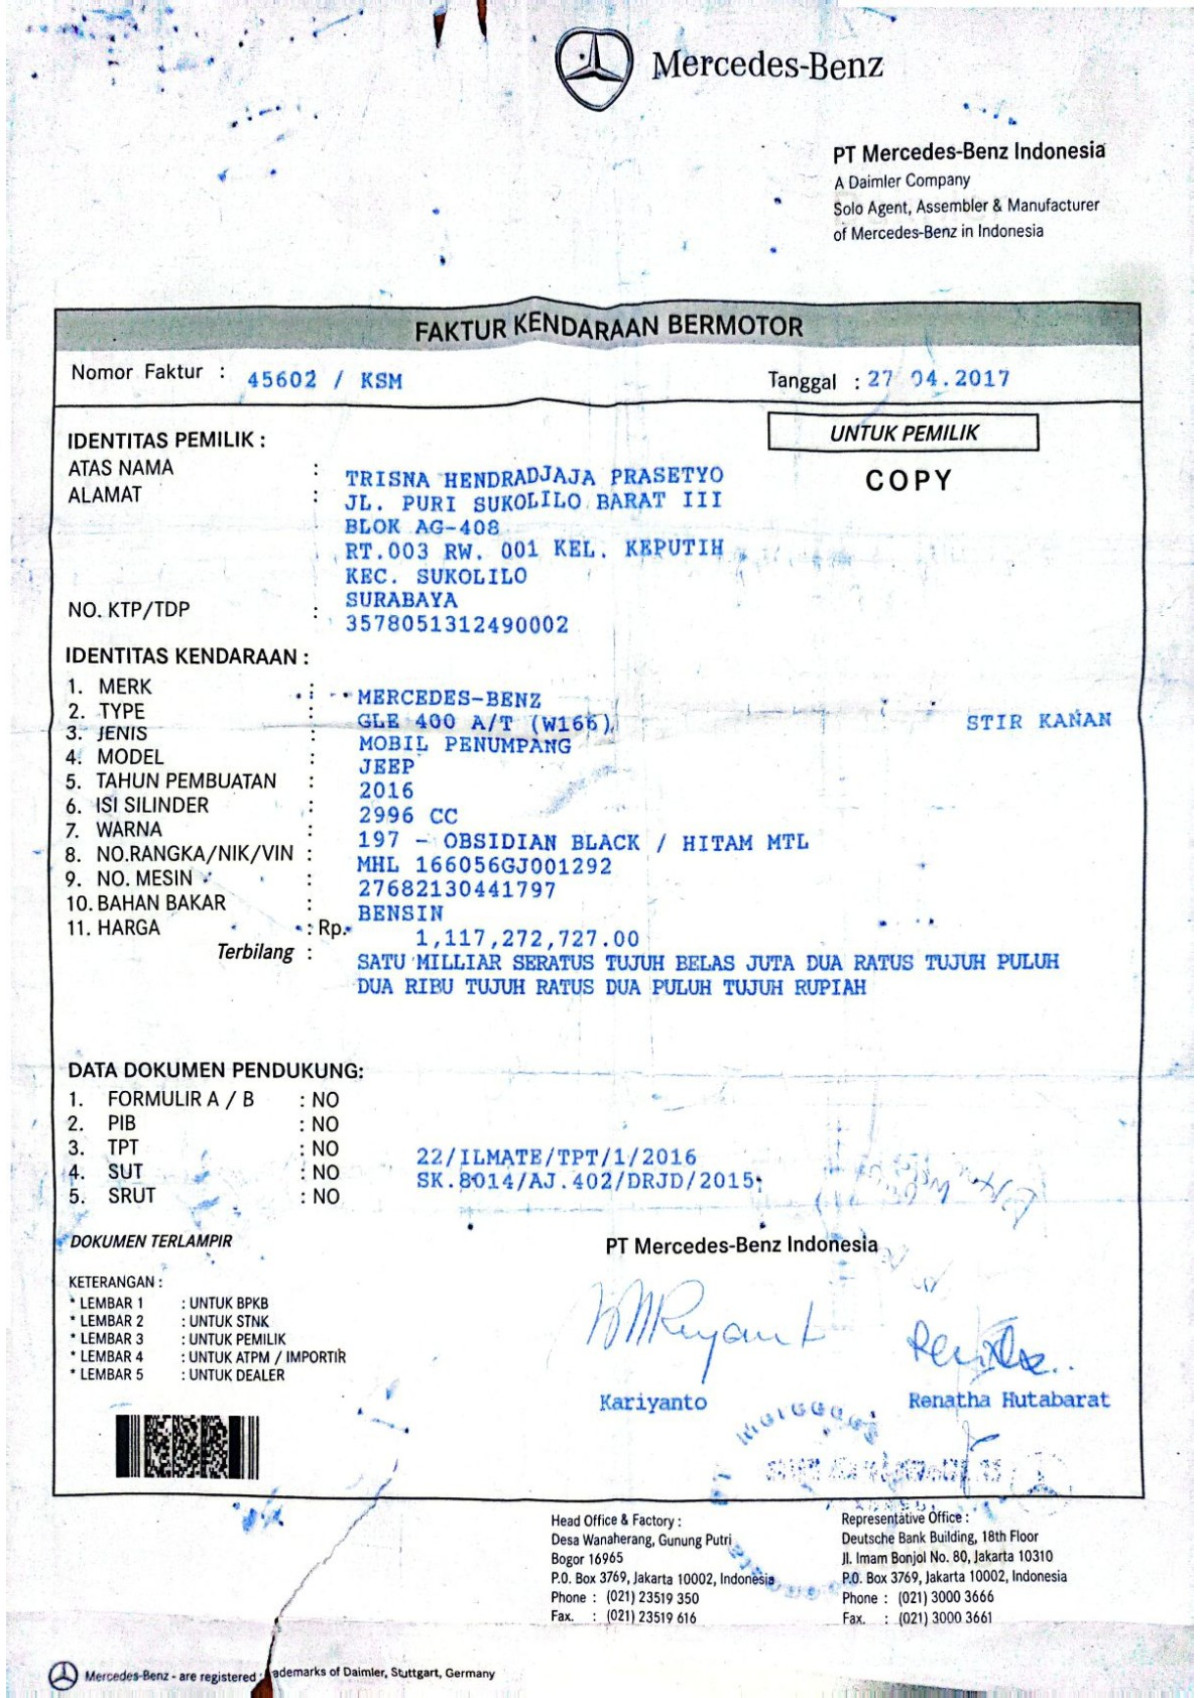 Mercedes-Benz
PT Mercedes-Benz Indonesia
A Daimler Company
Solo Agent, Assembler & Manufacturer
of Mercedes-Benz in Indonesia
FAKTUR KENDARAAN BERMOTOR
Nomor Faktur : 45602 / KSM Tanggal : 27 04.2017
IDENTITAS PEMILIK : UNTUK PEMILIK
ATAS NAMA : TRISNA HENDRADJAJA PRASETYO COPY
ALAMAT : JL. PURI SUKOLILO BARAT III
BLOK AG-408
RT.003 RW. 001 KEL. KEPUTIH
KEC. SUKOLILO
SURABAYA
NO. KTP/TDP : 3578051312490002
IDENTITAS KENDARAAN :
1. MERK : MERCEDES-BENZ
2. TYPE : GLE 400 A/T (W166) STIR KANAN
3. JENIS : MOBIL PENUMPANG
4. MODEL : JEEP
5. TAHUN PEMBUATAN : 2016
6. ISI SILINDER : 2996 CC
7. WARNA : 197 - OBSIDIAN BLACK / HITAM MTL
8. NO.RANGKA/NIK/VIN : MHL 166056GJ001292
9. NO. MESIN : 27682130441797
10. BAHAN BAKAR : BENSIN
11. HARGA : Rp. 1,117,272,727.00
Terbilang : SATU MILLIAR SERATUS TUJUH BELAS JUTA DUA RATUS TUJUH PULUH
DUA RIBU TUJUH RATUS DUA PULUH TUJUH RUPIAH
DATA DOKUMEN PENDUKUNG:
1. FORMULIR A / B : NO
2. PIB : NO
3. TPT : NO 22/ILMATE/TPT/1/2016
4. SUT : NO SK.8014/AJ.402/DRJD/2015
5. SRUT : NO
DOKUMEN TERLAMPIR
PT Mercedes-Benz Indonesia
KETERANGAN :
* LEMBAR 1 : UNTUK BPKB
* LEMBAR 2 : UNTUK STNK
* LEMBAR 3 : UNTUK PEMILIK
* LEMBAR 4 : UNTUK ATPM / IMPORTIR
* LEMBAR 5 : UNTUK DEALER
Kariyanto Renatha Hutabarat
Head Office & Factory :
Desa Wanaherang, Gunung Putri
Bogor 16965
P.O. Box 3769, Jakarta 10002, Indonesia
Phone : (021) 23519 350
Fax. : (021) 23519 616
Representative Office :
Deutsche Bank Building, 18th Floor
Jl. Imam Bonjol No. 80, Jakarta 10310
P.O. Box 3769, Jakarta 10002, Indonesia
Phone : (021) 3000 3666
Fax. : (021) 3000 3661
Mercedes-Benz - are registered ademarks of Daimler, Stuttgart, Germany